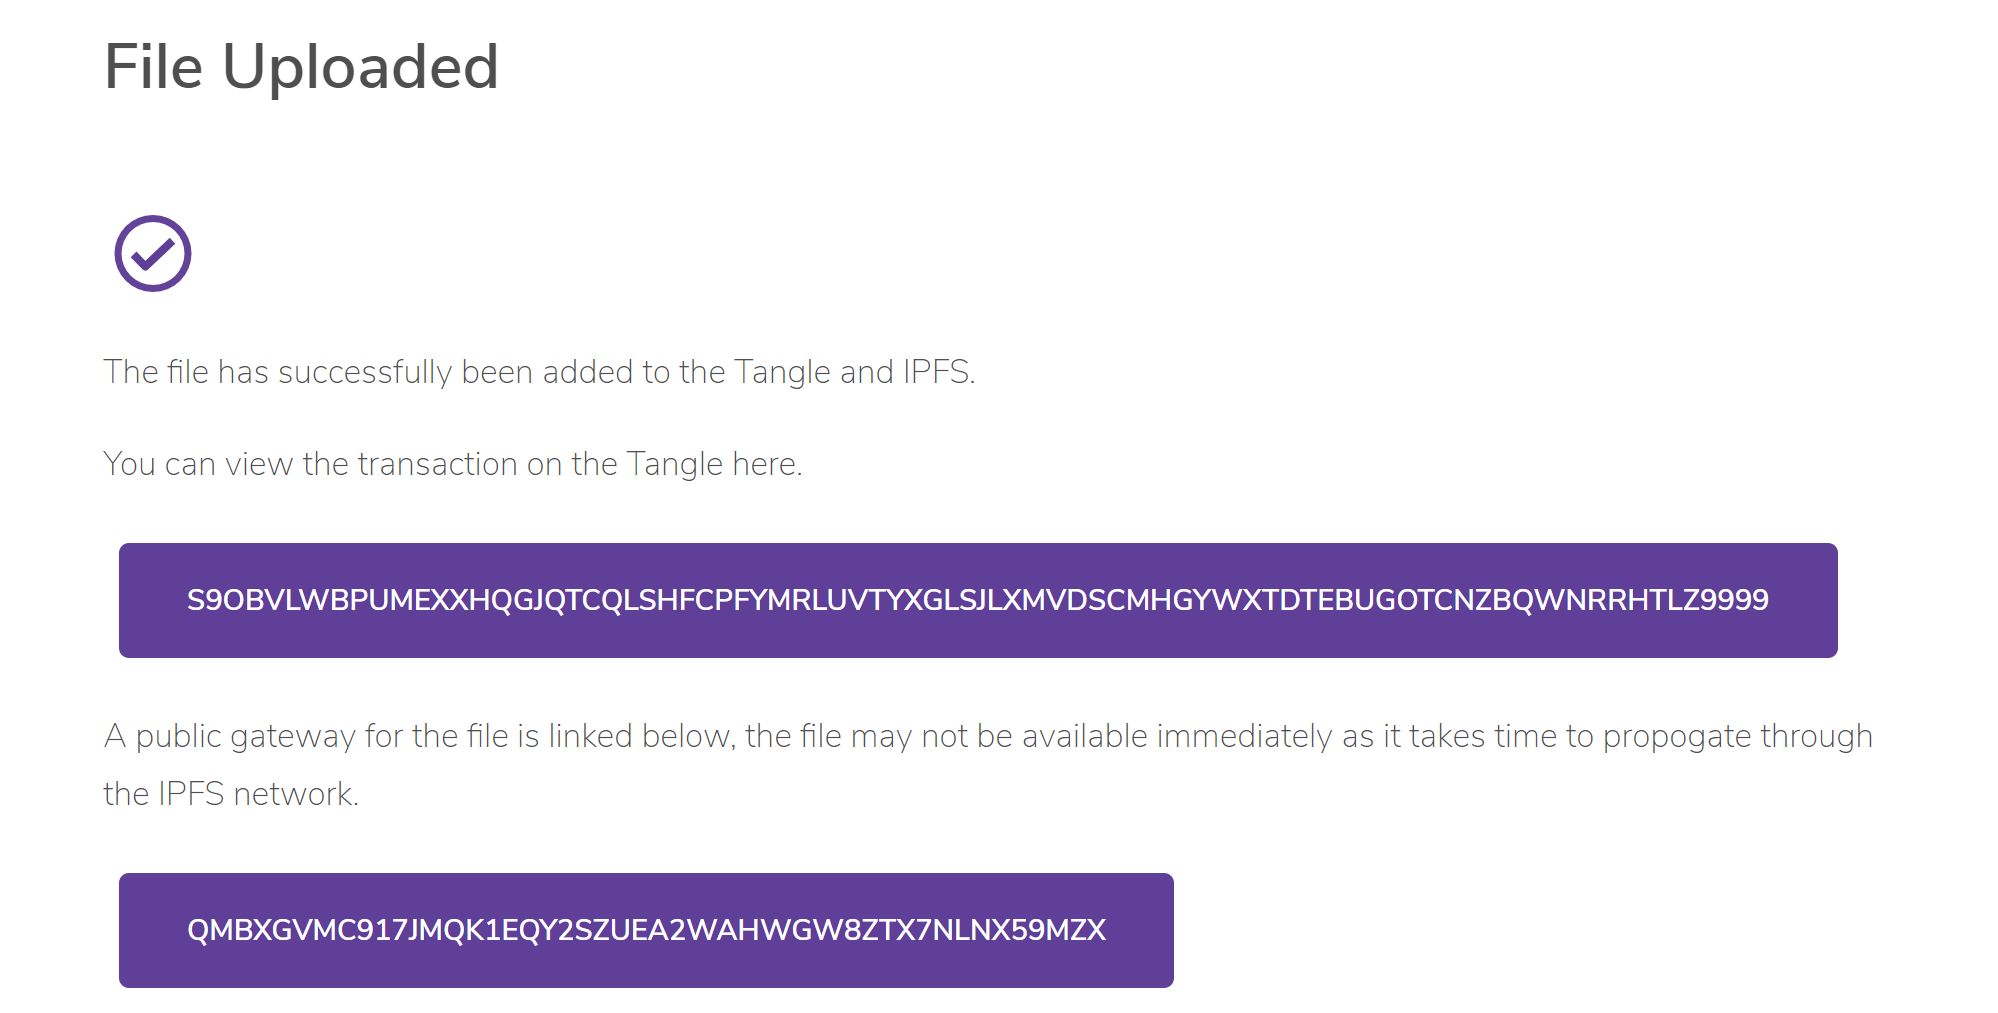 File Uploaded
The file has successfully been added to the Tangle and IPFS.
You can view the transaction on the Tangle here.
S9OBVLWBPUMEXXHQGJQTCQLSHFCPFYMRLUVTYXGLSJLXMVDSCMHGYWXTDTEBUGOTCNZBQWNRRHTLZ9999
A public gateway for the file is linked below, the file may not be available immediately as it takes time to propogate through
the IPFS network.
QMBXGVMC917JMQK1EQY2SZUEA2WAHWGW8ZTX7NLNX59MZX